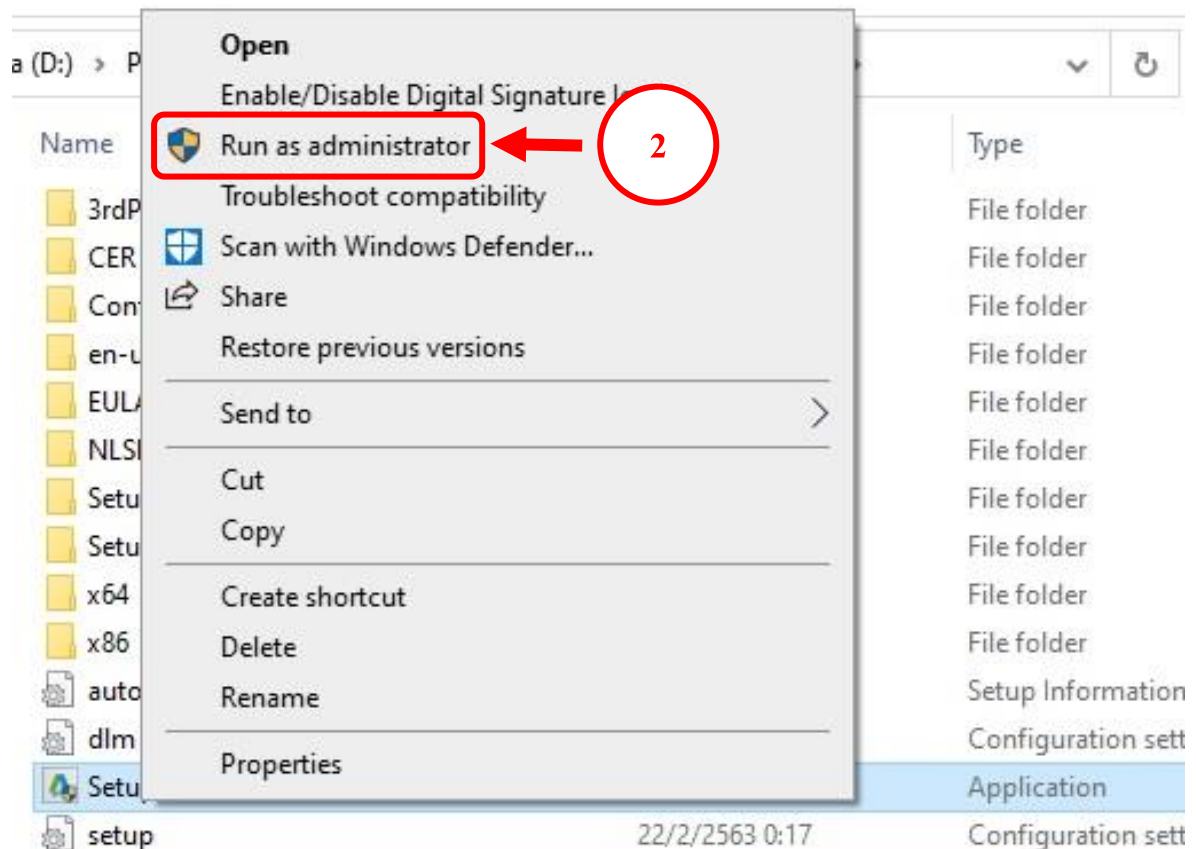 Open
a (D:) > P
Enable/Disable Digital Signature
Name
Run as administrator
2
Type
Troubleshoot compatibility
3rdP
File folder
Scan with Windows Defender...
CER
File folder
Share
Con
File folder
Restore previous versions
en-u
File folder
EULA
File folder
Send to
NLS
File folder
Cut
Setu
File folder
Copy
Setu
File folder
Create shortcut
x64
File folder
Delete
x86
File folder
Rename
auto
Setup Information
dlm
Configuration sett
Properties
Setu
Application
setup
22/2/2563 0:17
Configuration sett